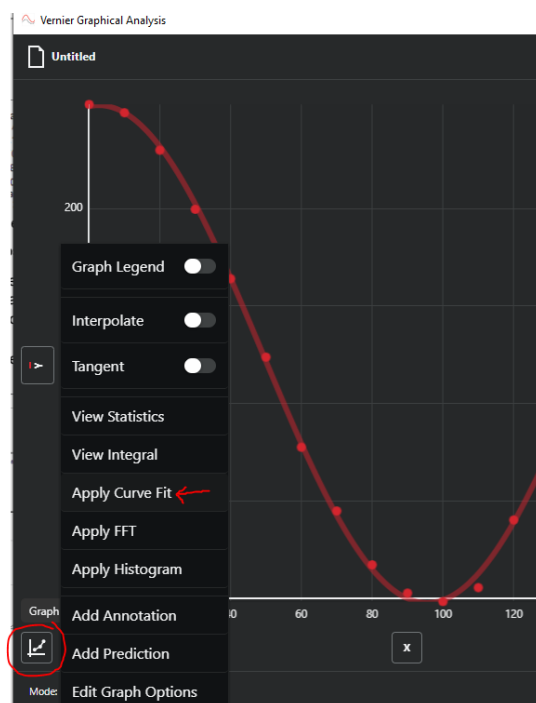 Vernier Graphical Analysis
Untitled
200
Graph Legend
Interpolate
Tangent
Y
View Statistics
View Integral
Apply Curve Fit
Apply FFT
Apply Histogram
60 80 100 120
Graph
Add Annotation
Add Prediction
X
Mode:
Edit Graph Options